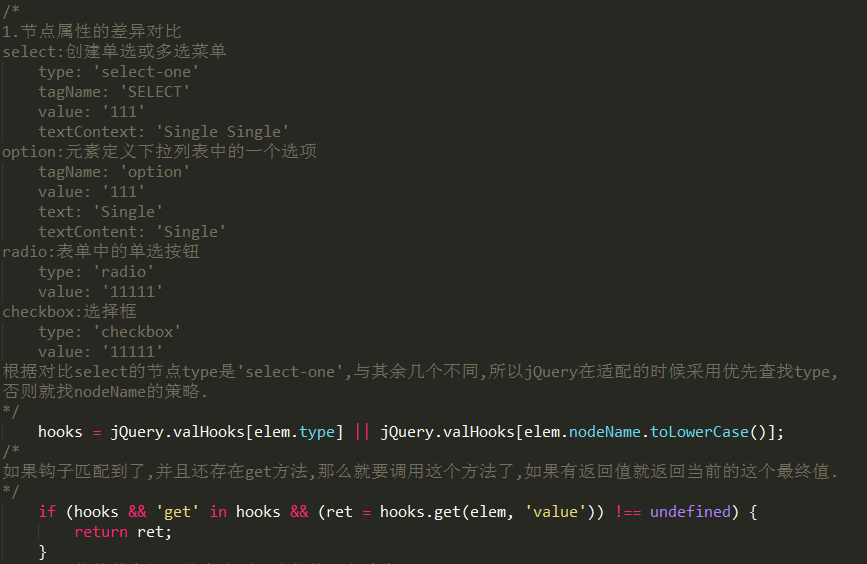 /*
1.节点属性的差异对比
select:创建单选或多选菜单
    type: 'select-one'
    tagName: 'SELECT'
    value: '111'
    textContext: 'Single Single'
option:元素定义下拉列表中的一个选项
    tagName: 'option'
    value: '111'
    text: 'Single'
    textContent: 'Single'
radio:表单中的单选按钮
    type: 'radio'
    value: '11111'
checkbox:选择框
    type: 'checkbox'
    value: '11111'
根据对比select的节点type是'select-one',与其余几个不同,所以jQuery在适配的时候采用优先查找type,
否则就找nodeName的策略.
*/
    hooks = jQuery.valHooks[elem.type] || jQuery.valHooks[elem.nodeName.toLowerCase()];
/*
如果钩子匹配到了,并且还存在get方法,那么就要调用这个方法了,如果有返回值就返回当前的这个最终值.
*/
    if (hooks && 'get' in hooks && (ret = hooks.get(elem, 'value')) !== undefined) {
        return ret;
    }